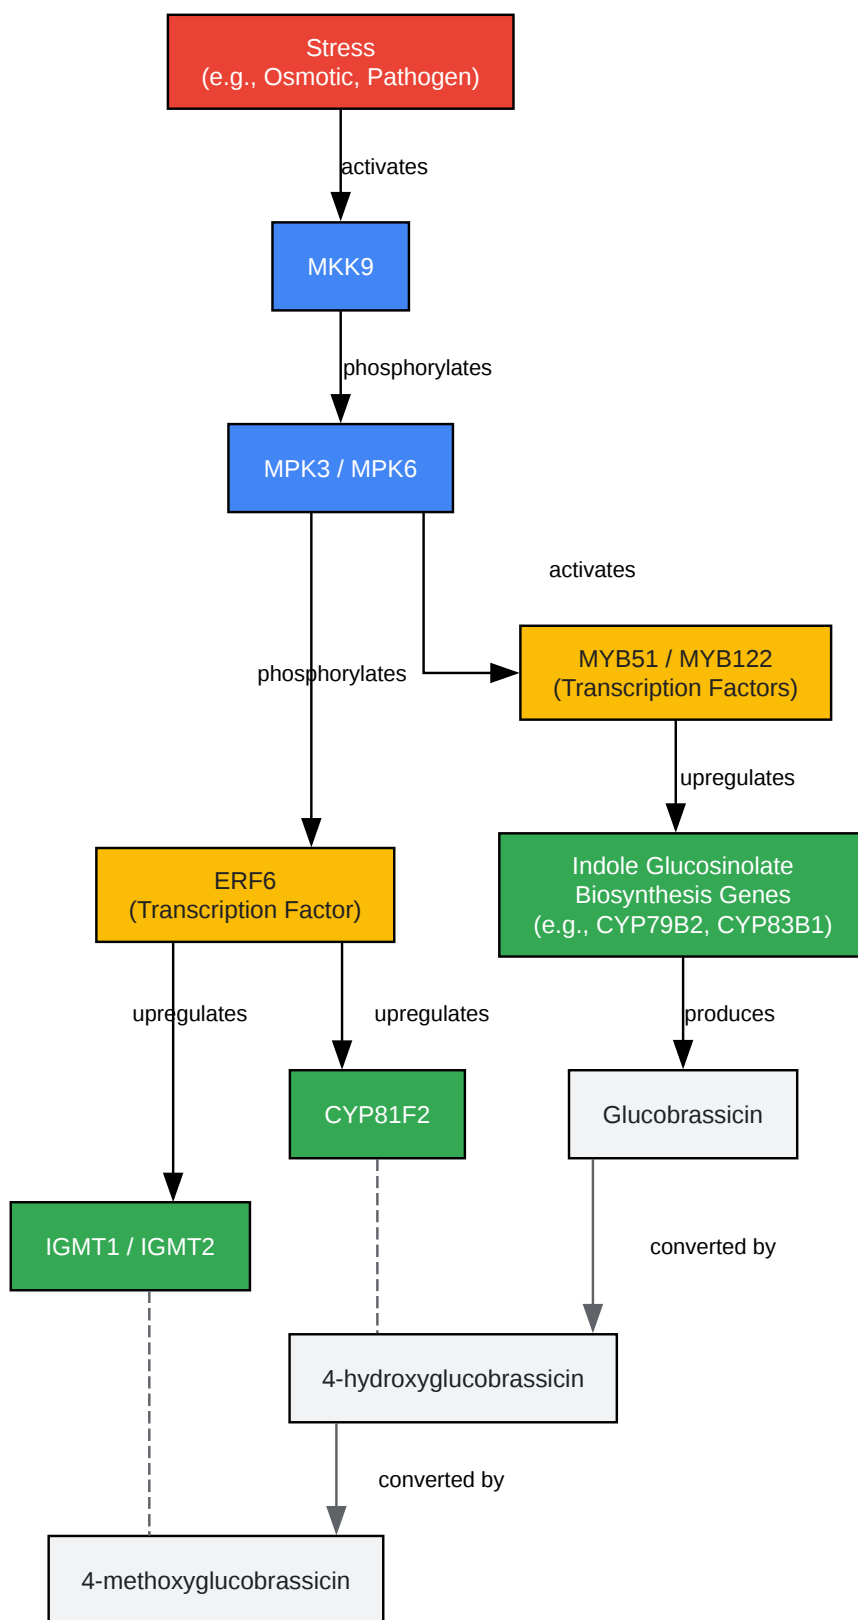 Stress
(e.g., Osmotic, Pathogen)
activates
MKK9
phosphorylates
MPK3 / MPK6
activates
MYB51 / MYB122
(Transcription Factors)
phosphorylates
upregulates
Indole Glucosinolate
Biosynthesis Genes
(e.g., CYP79B2, CYP83B1)
ERF6
(Transcription Factor)
upregulates
upregulates
produces
CYP81F2
Glucobrassicin
IGMT1 / IGMT2
converted by
4-hydroxyglucobrassicin
converted by
4-methoxyglucobrassicin